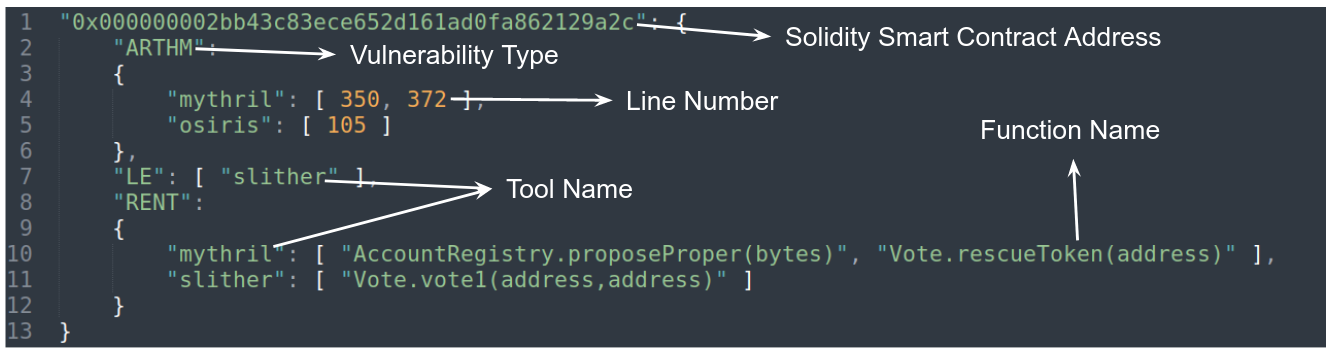 1 "0x000000002bb43c83ece652d161ad0fa862129a2c": { Solidity Smart Contract Address
2 "ARTHM": Vulnerability Type
3 {
4 "mythril": [ 350, 372 ], Line Number
5 "osiris": [ 105 ] Function Name
6 },
7 "LE": [ "slither" ], Tool Name
8 "RENT":
9 {
10 "mythril": [ "AccountRegistry.proposeProper(bytes)", "Vote.rescueToken(address)" ],
11 "slither": [ "Vote.vote1(address,address)" ]
12 }
13 }